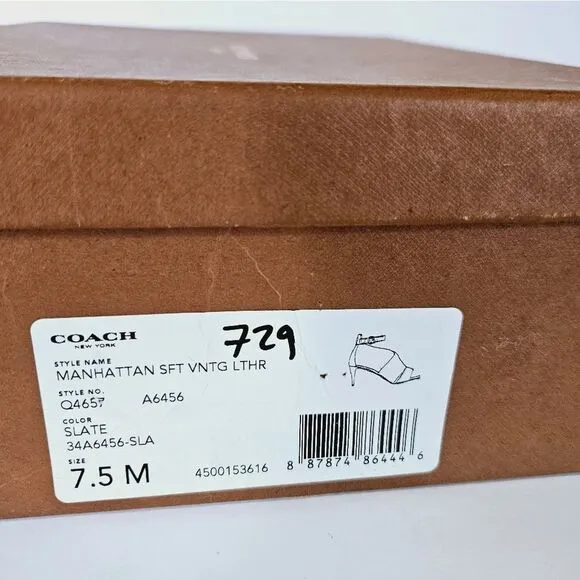 COACH
NEW YORK
729
STYLE NAME
MANHATTAN SFT VNTG LTHR
STYLE NO.
Q4657 A6456
COLOR
SLATE
34A6456-SLA
SIZE
7.5 M
4500153616
8 87874 86444 6